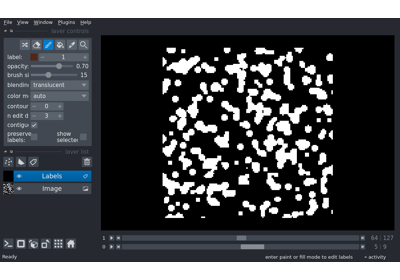 File View Window Plugins Help
layer controls
label: 1
opacity: 0.70
brush si 15
blending translucent
color m auto
contour 0
n edit d 3
contigu
preserve labels: show selected
layer list
Labels
Image
1 64 127
0 5 9
Ready enter paint or fill mode to edit labels activity